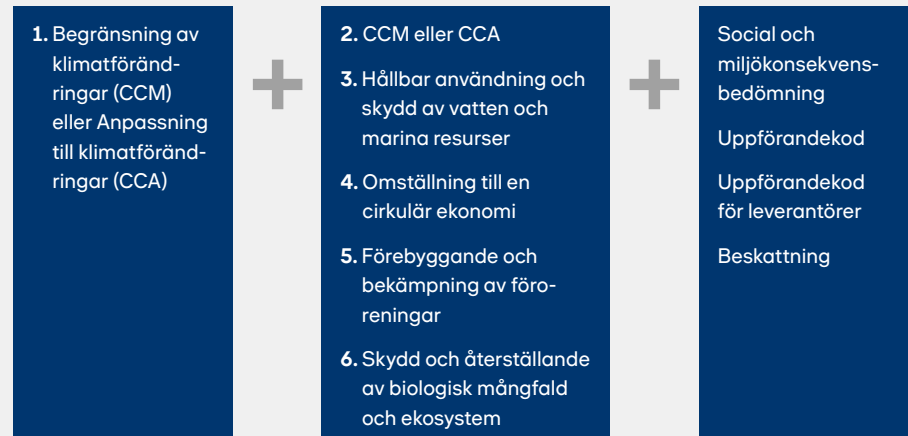 1. Begränsning av
klimatföränd-
ringar (CCM)
eller Anpassning
till klimatföränd-
ringar (CCA)
2. CCM eller CCA
3. Hållbar användning och
skydd av vatten och
marina resurser
4. Omställning till en
cirkulär ekonomi
5. Förebyggande och
bekämpning av föro-
reningar
6. Skydd och återställande
av biologisk mångfald
och ekosystem
Social och
miljökonsekvens-
bedömning
Uppförandekod
Uppförandekod
för leverantörer
Beskattning